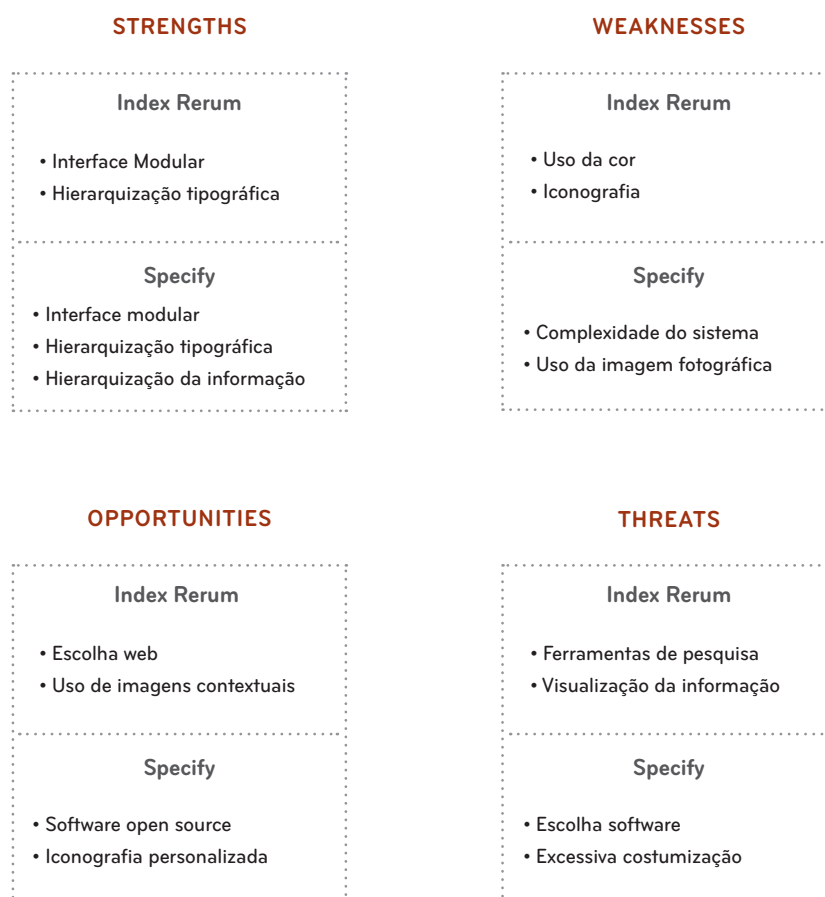 STRENGTHS
Index Rerum
• Interface Modular
• Hierarquização tipográfica
Specify
• Interface modular
• Hierarquização tipográfica
• Hierarquização da informação
WEAKNESSES
Index Rerum
• Uso da cor
• Iconografia
Specify
• Complexidade do sistema
• Uso da imagem fotográfica
OPPORTUNITIES
Index Rerum
• Escolha web
• Uso de imagens contextuais
Specify
• Software open source
• Iconografia personalizada
THREATS
Index Rerum
• Ferramentas de pesquisa
• Visualização da informação
Specify
• Escolha software
• Excessiva costumização